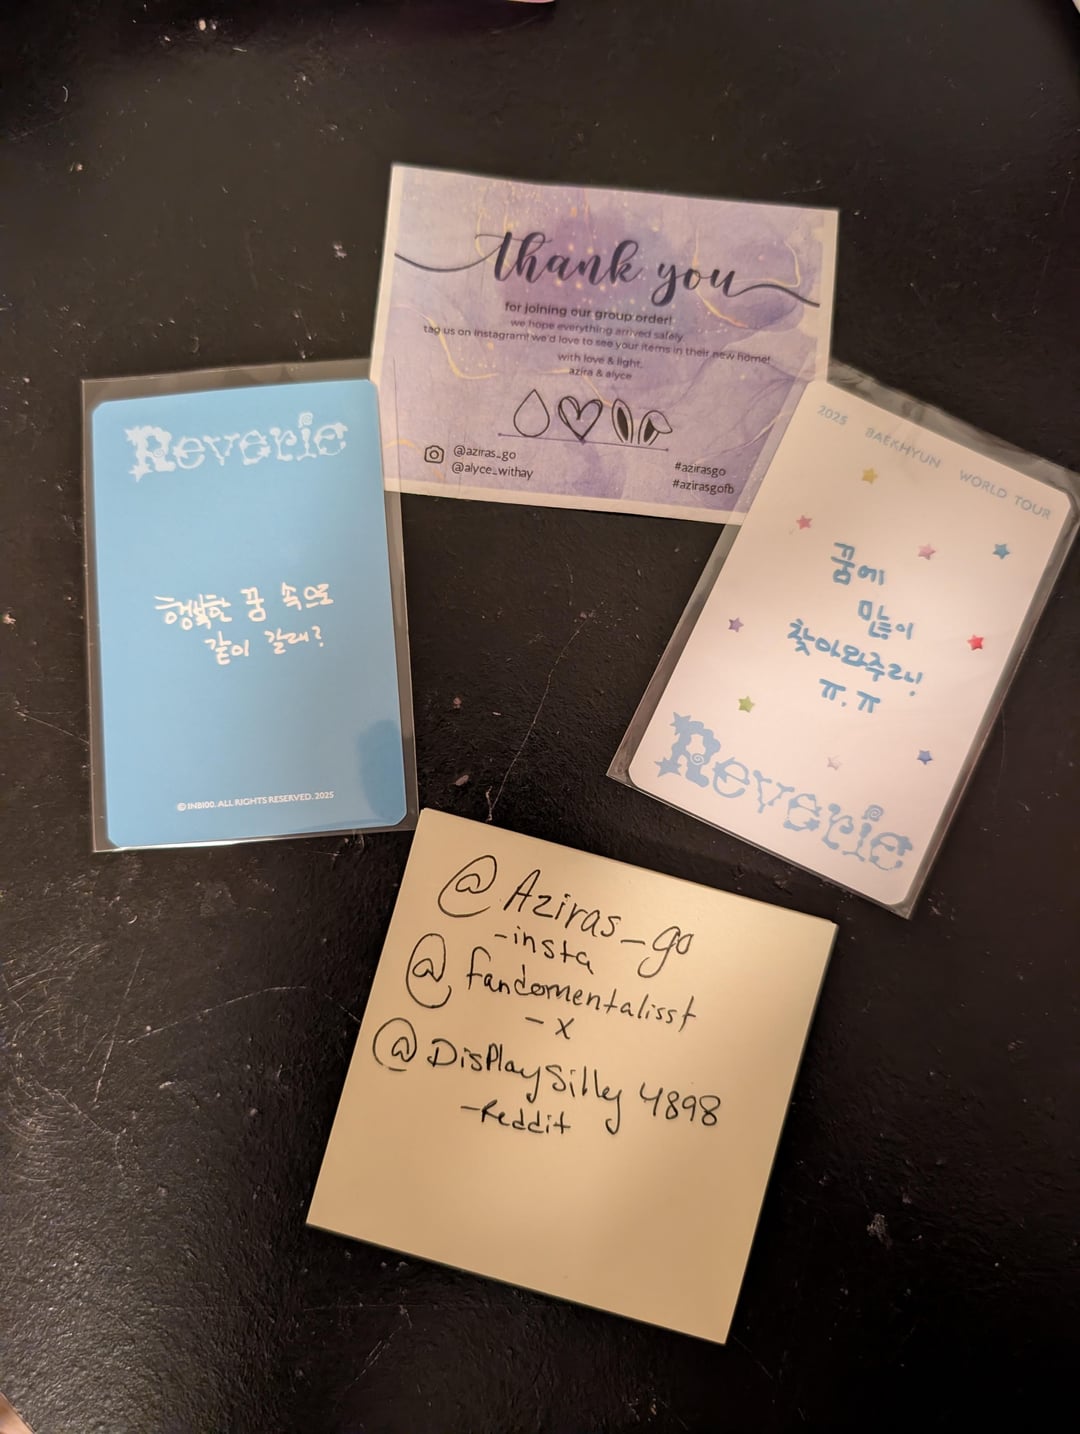 thank you
for joining our group order!
we hope everything arrived safely
tag us on Instagram! we'd love to see your items in their new home!
with love & light,
azira & alyce
@aziras_go
@alyce_withay
#azirasgo
#azirasgofb
Reverie
행복한 꿈 속으로
같이 갈래?
© INB100. ALL RIGHTS RESERVED. 2025
2025 BAEKHYUN WORLD TOUR
꿈에
많이
찾아와주라!
ㅠ.ㅠ
Reverie
@Aziras_go
-insta
@fandomentalisst
- X
@DisplaySilly4898
-Reddit